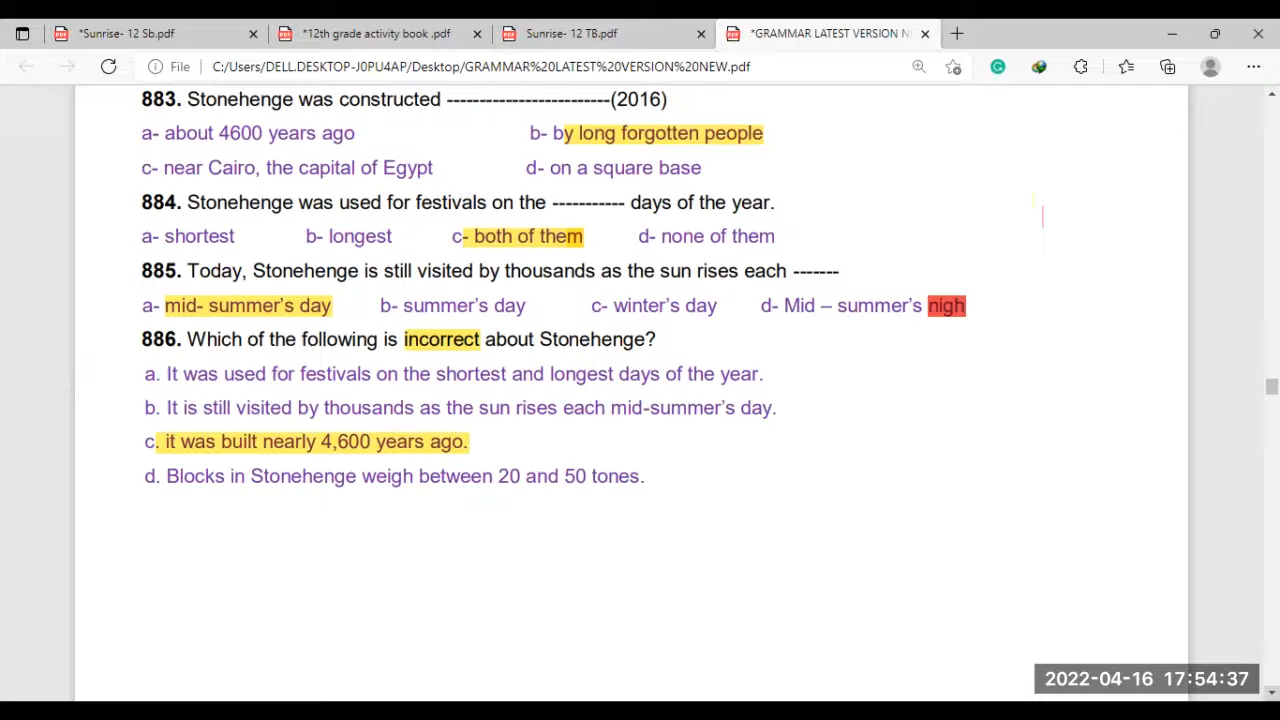 *Sunrise- 12 Sb.pdf
*12th grade activity book .pdf
Sunrise- 12 TB.pdf
*GRAMMAR LATEST VERSION NE
File
C:/Users/DELL.DESKTOP-J0PU4AP/Desktop/GRAMMAR%20LATEST%20VERSION%20NEW.pdf
883. Stonehenge was constructed -------------------------(2016)
a- about 4600 years ago b- by long forgotten people
c- near Cairo, the capital of Egypt d- on a square base
884. Stonehenge was used for festivals on the ----------- days of the year.
a- shortest b- longest c- both of them d- none of them
885. Today, Stonehenge is still visited by thousands as the sun rises each -------
a- mid- summer's day b- summer's day c- winter's day d- Mid – summer's nigh
886. Which of the following is incorrect about Stonehenge?
a. It was used for festivals on the shortest and longest days of the year.
b. It is still visited by thousands as the sun rises each mid-summer's day.
c. it was built nearly 4,600 years ago.
d. Blocks in Stonehenge weigh between 20 and 50 tones.
2022-04-16 17:54:37